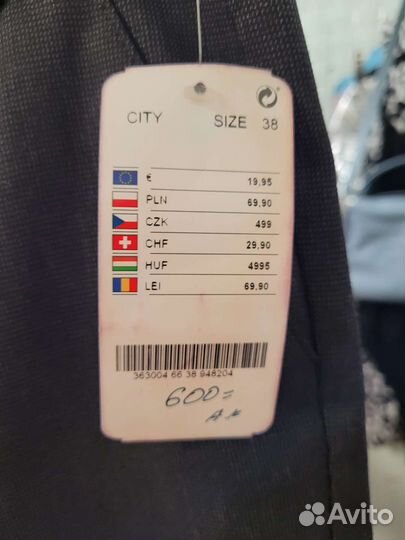 CITY SIZE 38
€ 19,95
PLN 69,90
CZK 499
CHF 29,90
HUF 4995
LEI 69,90
363004 66 38 948204
600=
Avito